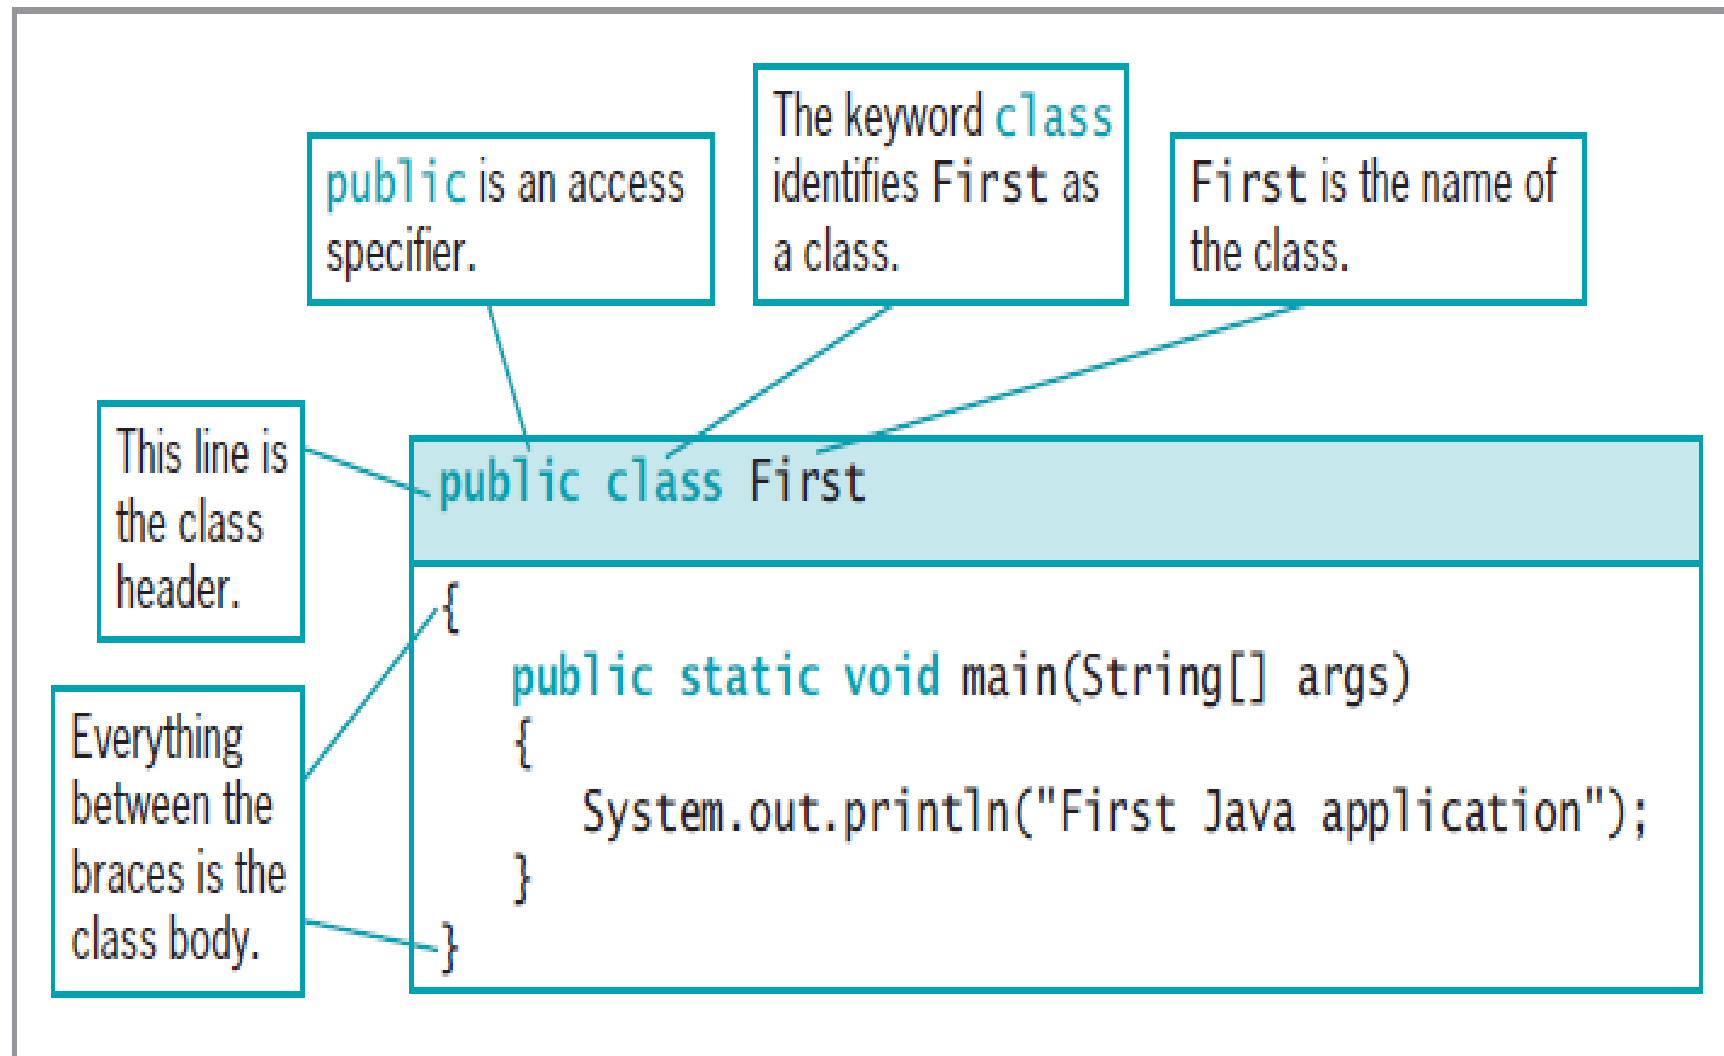 The keyword class
identifies First as
a class.
public is an access
specifier.
First is the name of
the class.
This line is
the class
header.
public class First
Everything
between the
braces is the
class body.
{
public static void main(String[] args)
{
System.out.println("First Java application");
}
}